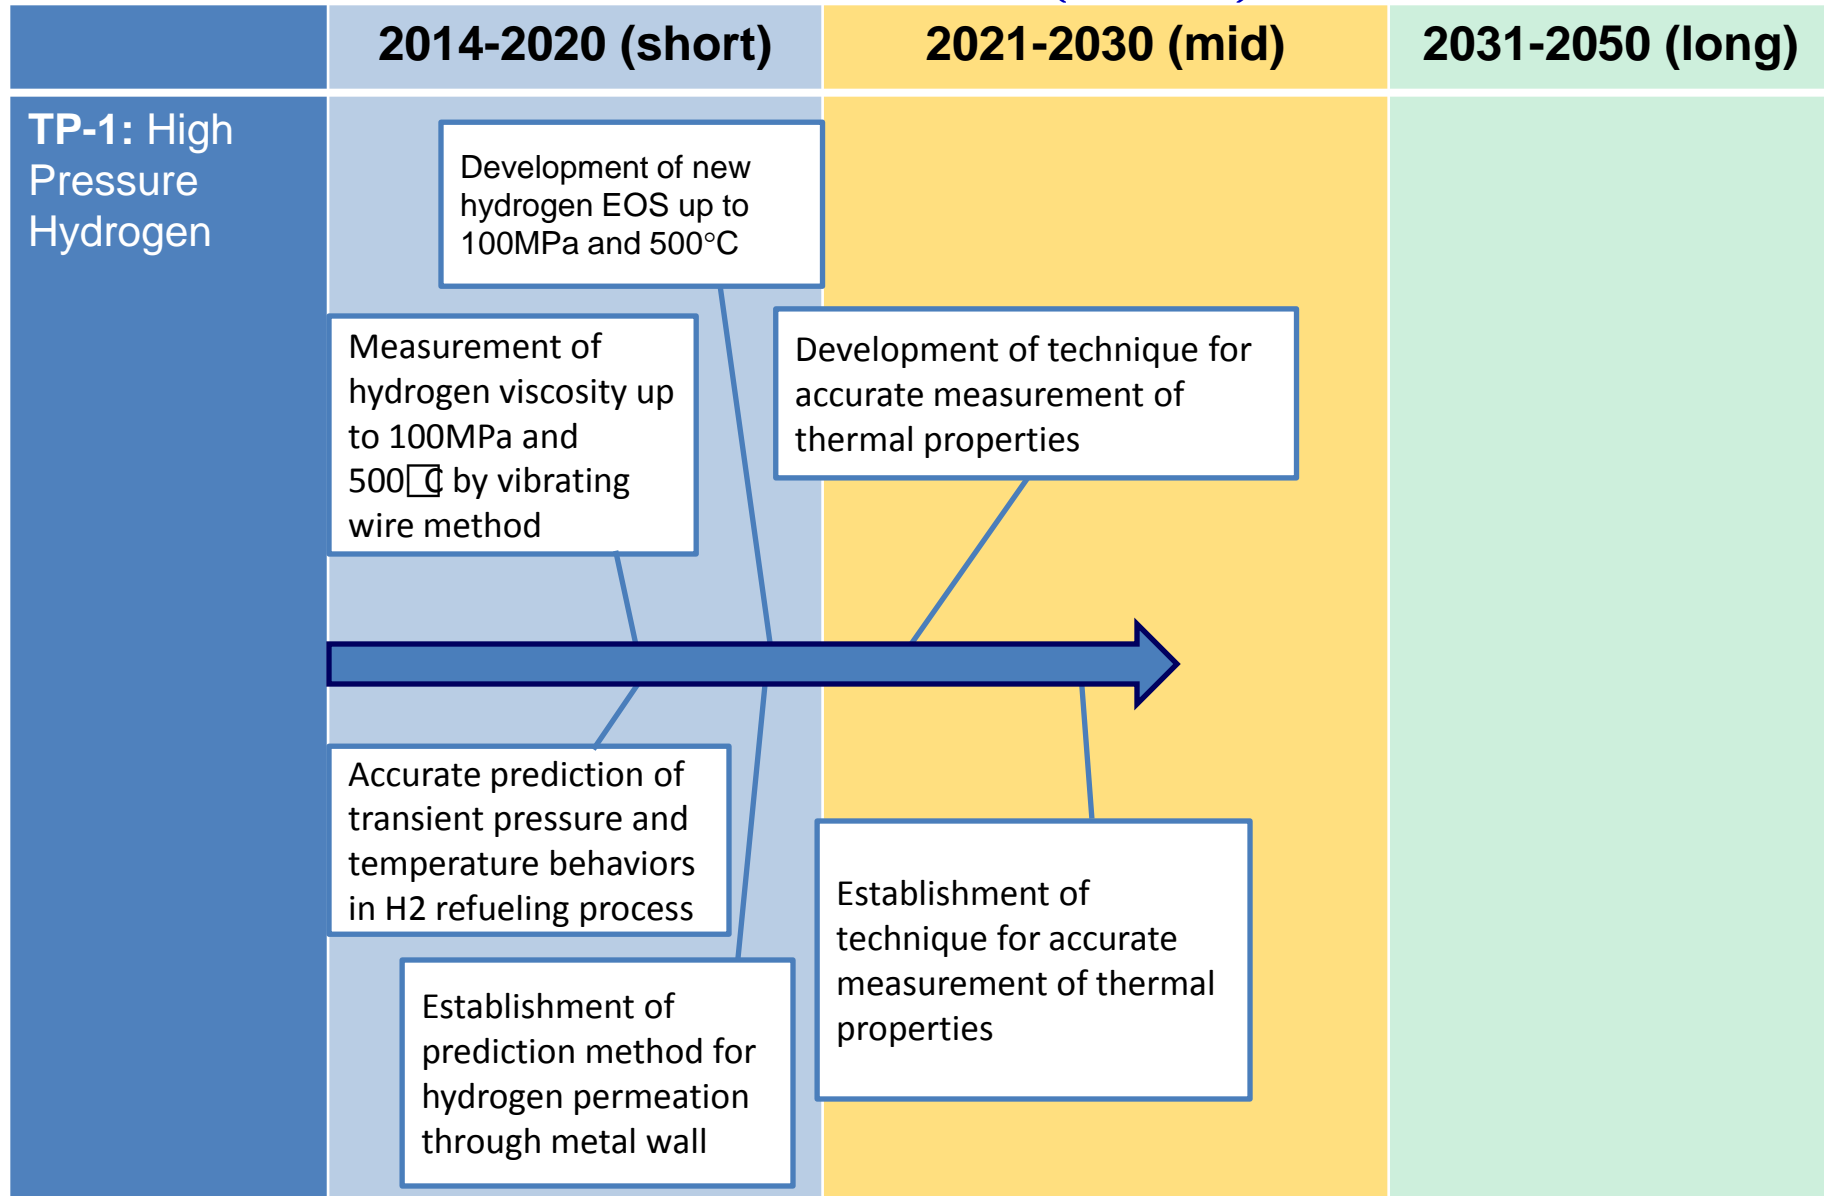 2014-2020 (short)
2021-2030 (mid)
2031-2050 (long)
TP-1: High
Pressure
Hydrogen
Development of new
hydrogen EOS up to
100MPa and 500°C
Measurement of
hydrogen viscosity up
to 100MPa and
500□C by vibrating
wire method
Development of technique for
accurate measurement of
thermal properties
Accurate prediction of
transient pressure and
temperature behaviors
in H2 refueling process
Establishment of
technique for accurate
measurement of thermal
properties
Establishment of
prediction method for
hydrogen permeation
through metal wall